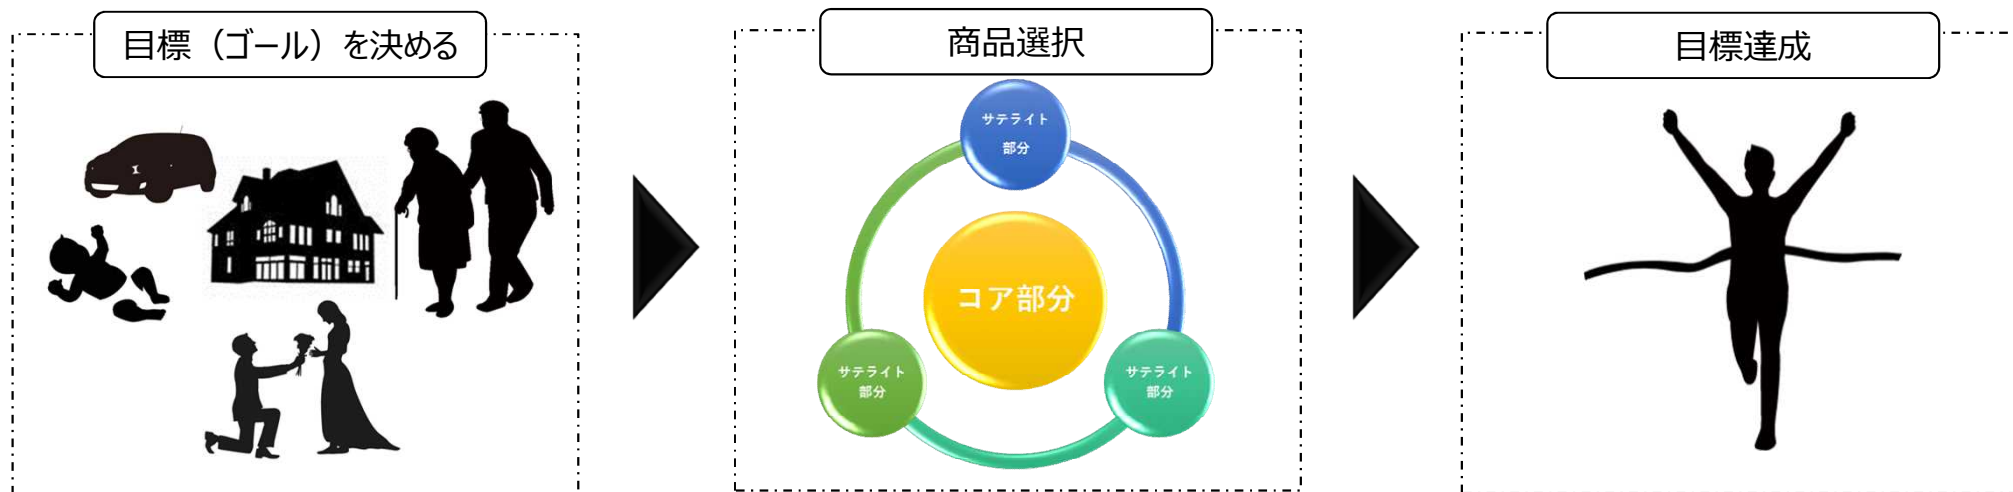 目標（ゴール）を決める
商品選択
サテライト
部分
コア部分
サテライト
部分
サテライト
部分
目標達成